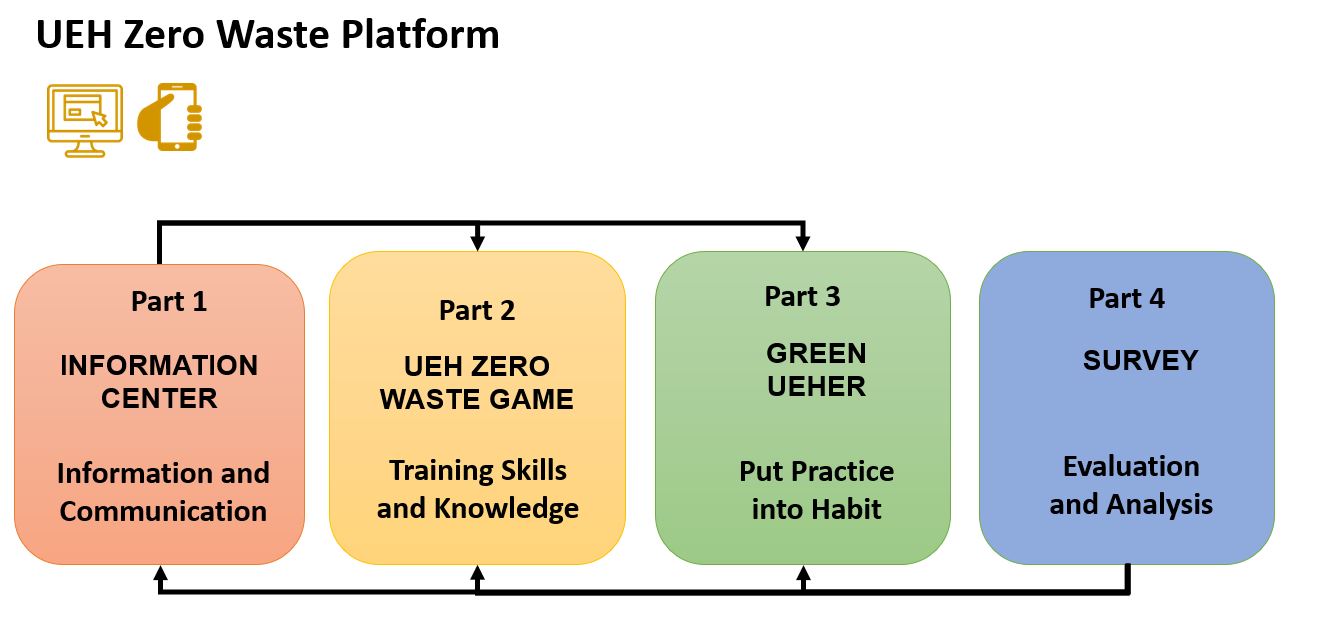 UEH Zero Waste Platform
Part 1
INFORMATION
CENTER
Information and
Communication
Part 2
UEH ZERO
WASTE GAME
Training Skills
and Knowledge
Part 3
GREEN
UEHER
Put Practice
into Habit
Part 4
SURVEY
Evaluation
and Analysis